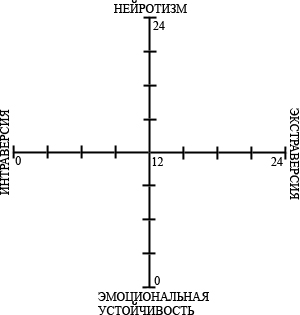 НЕЙРОТИЗМ
24
ИНТРАВЕРСИЯ
ЭКСТРАВЕРСИЯ
0
12
24
0
ЭМОЦИОНАЛЬНАЯ
УСТОЙЧИВОСТЬ